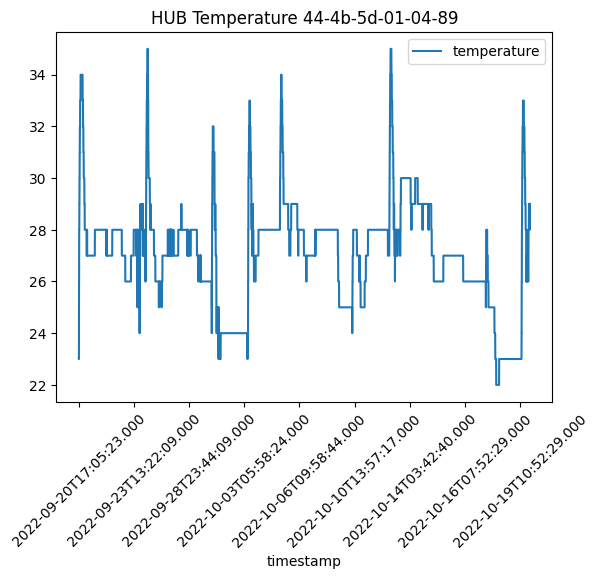 HUB Temperature 44-4b-5d-01-04-89
temperature
34
32
30
28
26
24
22
2022-09-20T17:05:23.000
2022-09-23T13:22:09.000
2022-09-28T23:44:09.000
2022-10-03T05:58:24.000
2022-10-06T09:58:44.000
2022-10-10T13:57:17.000
2022-10-14T03:42:40.000
2022-10-16T07:52:29.000
2022-10-19T10:52:29.000
timestamp